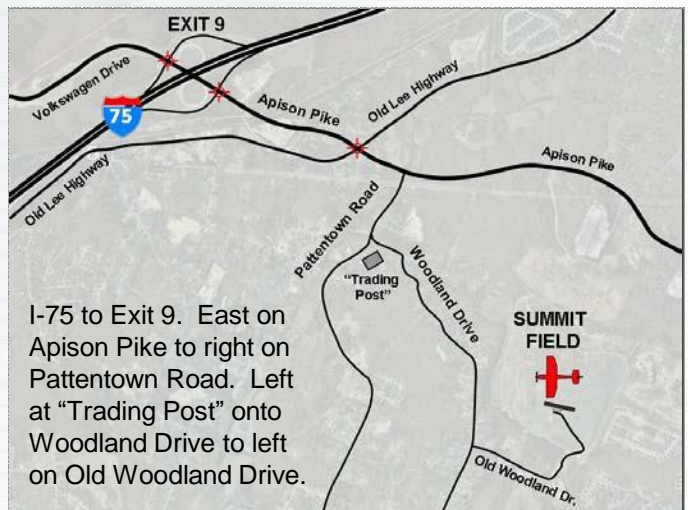 EXIT 9
Volkswagen Drive
75
Apison Pike
Old Lee Highway
Old Lee Highway
Apison Pike
Pattentown Road
"Trading
Post"
Woodland Drive
SUMMIT
FIELD
I-75 to Exit 9. East on
Apison Pike to right on
Pattentown Road. Left
at “Trading Post” onto
Woodland Drive to left
on Old Woodland Drive.
Old Woodland Dr.